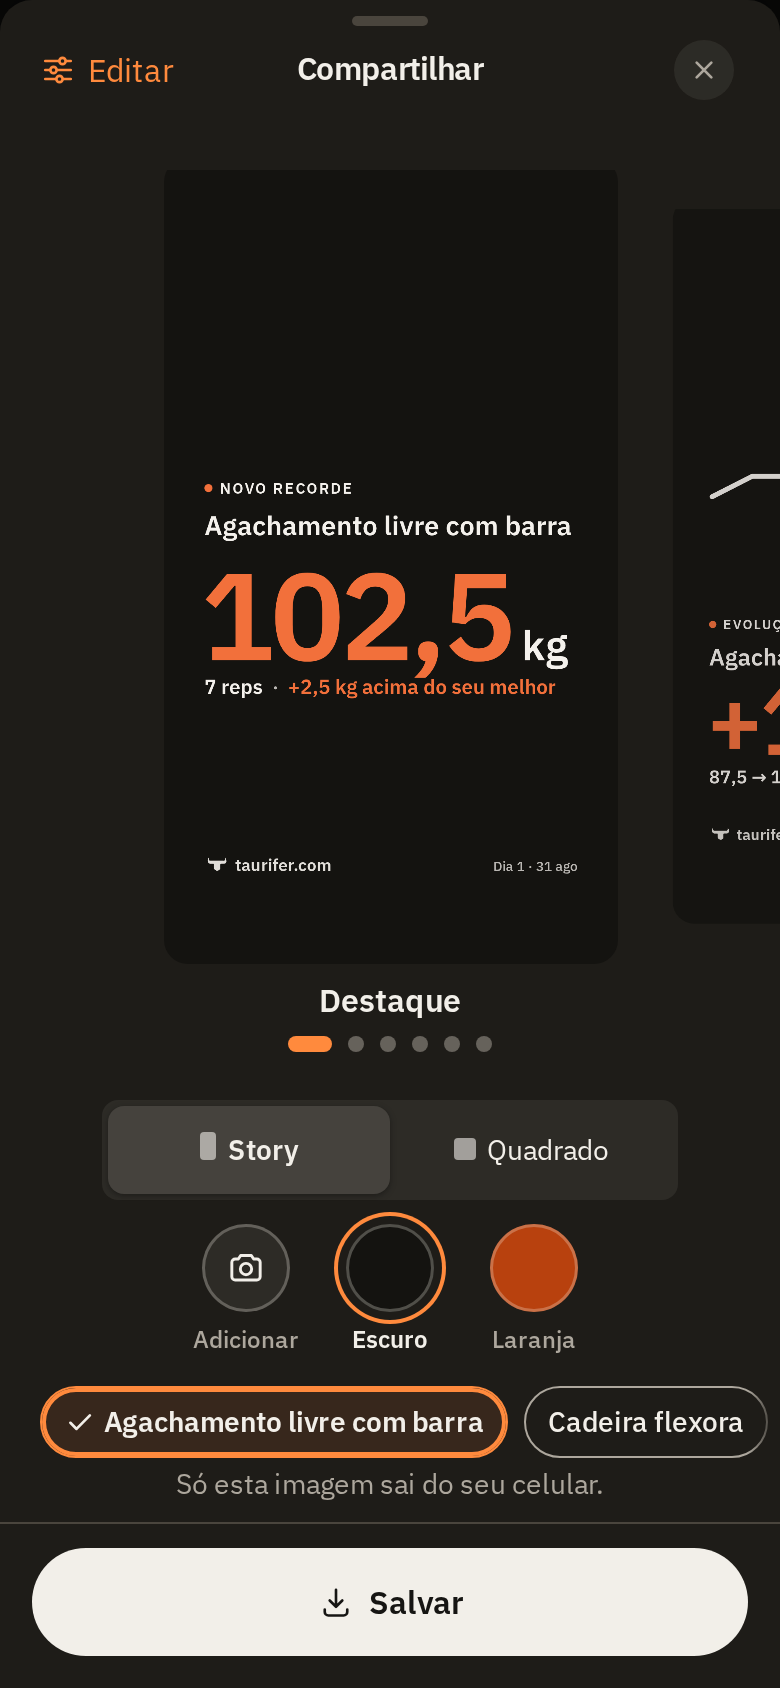 Editar
Compartilhar
NOVO RECORDE
Agachamento livre com barra
102,5 kg
7 reps · +2,5 kg acima do seu melhor
taurifer.com
Dia 1 · 31 ago
87,5 →
Destaque
Story
Quadrado
Adicionar
Escuro
Laranja
Agachamento livre com barra
Cadeira flexora
Só esta imagem sai do seu celular.
Salvar